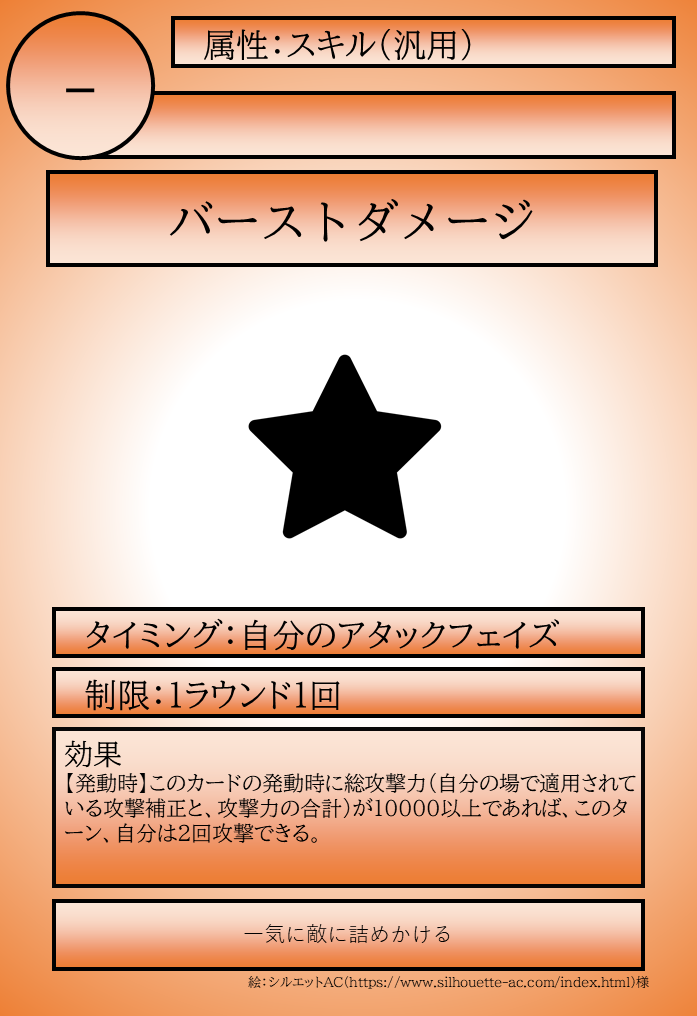 属性：スキル（汎用）
－
バーストダメージ
タイミング：自分のアタックフェイズ
制限：1ラウンド1回
効果
【発動時】このカードの発動時に総攻撃力（自分の場で適用されて
いる攻撃補正と、攻撃力の合計）が10000以上であれば、このタ
ーン、自分は2回攻撃できる。
一気に敵に詰めかける
絵：シルエットAC（https://www.silhouette-ac.com/index.html）様